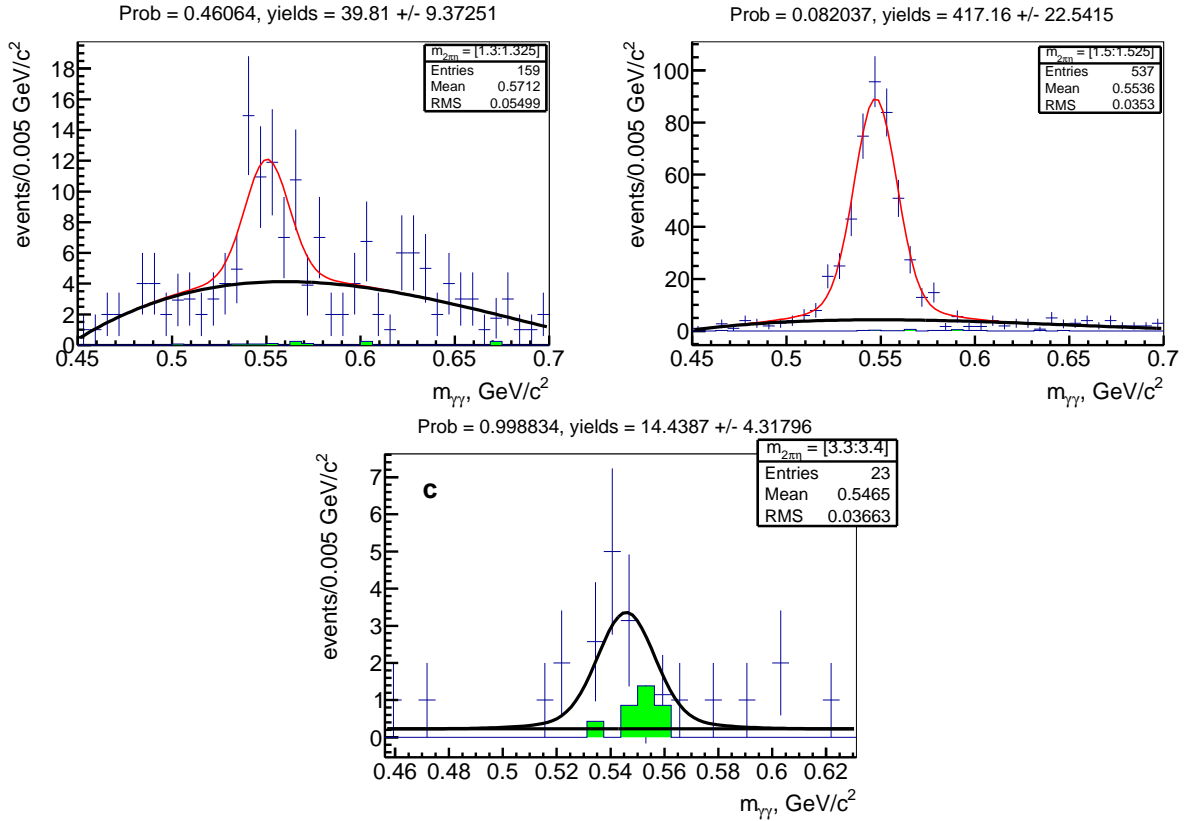 Prob = 0.46064, yields = 39.81 +/- 9.37251
m2πη = [1.3:1.325]
Entries 159
Mean 0.5712
RMS 0.05499
events/0.005 GeV/c²
18
16
14
12
10
8
6
4
2
0
0.45 0.5 0.55 0.6 0.65 0.7
mγγ, GeV/c²
Prob = 0.082037, yields = 417.16 +/- 22.5415
m2πη = [1.5:1.525]
Entries 537
Mean 0.5536
RMS 0.0353
events/0.005 GeV/c²
100
80
60
40
20
0
0.45 0.5 0.55 0.6 0.65 0.7
mγγ, GeV/c²
Prob = 0.998834, yields = 14.4387 +/- 4.31796
m2πη = [3.3:3.4]
Entries 23
Mean 0.5465
RMS 0.03663
c
events/0.005 GeV/c²
7
6
5
4
3
2
1
0
0.46 0.48 0.5 0.52 0.54 0.56 0.58 0.6 0.62
mγγ, GeV/c²